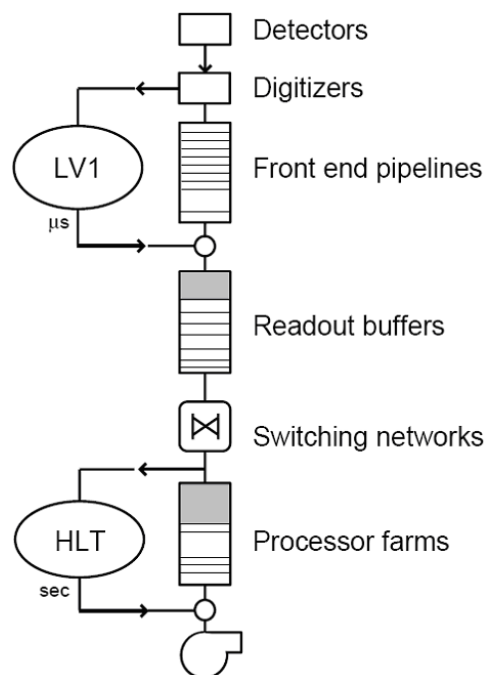 Detectors
Digitizers
LV1
Front end pipelines
μs
Readout buffers
Switching networks
HLT
Processor farms
sec